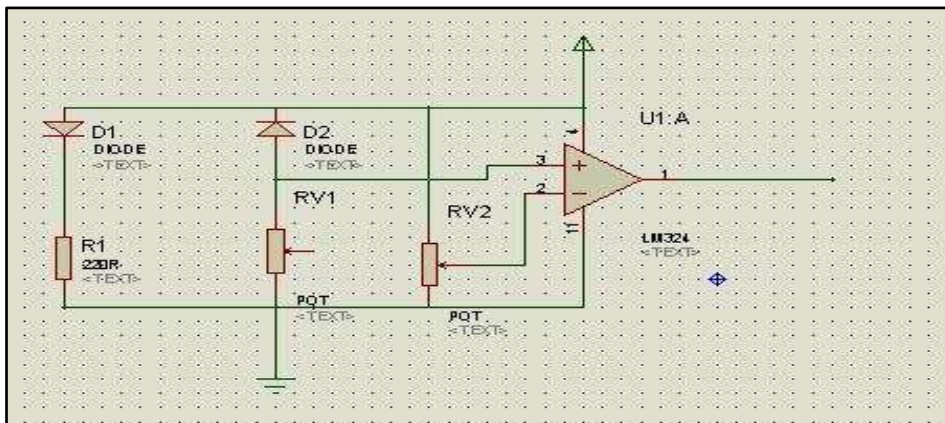 D1
DIODE
<TEXT>
D2
DIODE
<TEXT>
U1:A
4
3
2
1
11
LM324
<TEXT>
RV1
RV2
R1
220R
<TEXT>
POT
<TEXT>
POT
<TEXT>